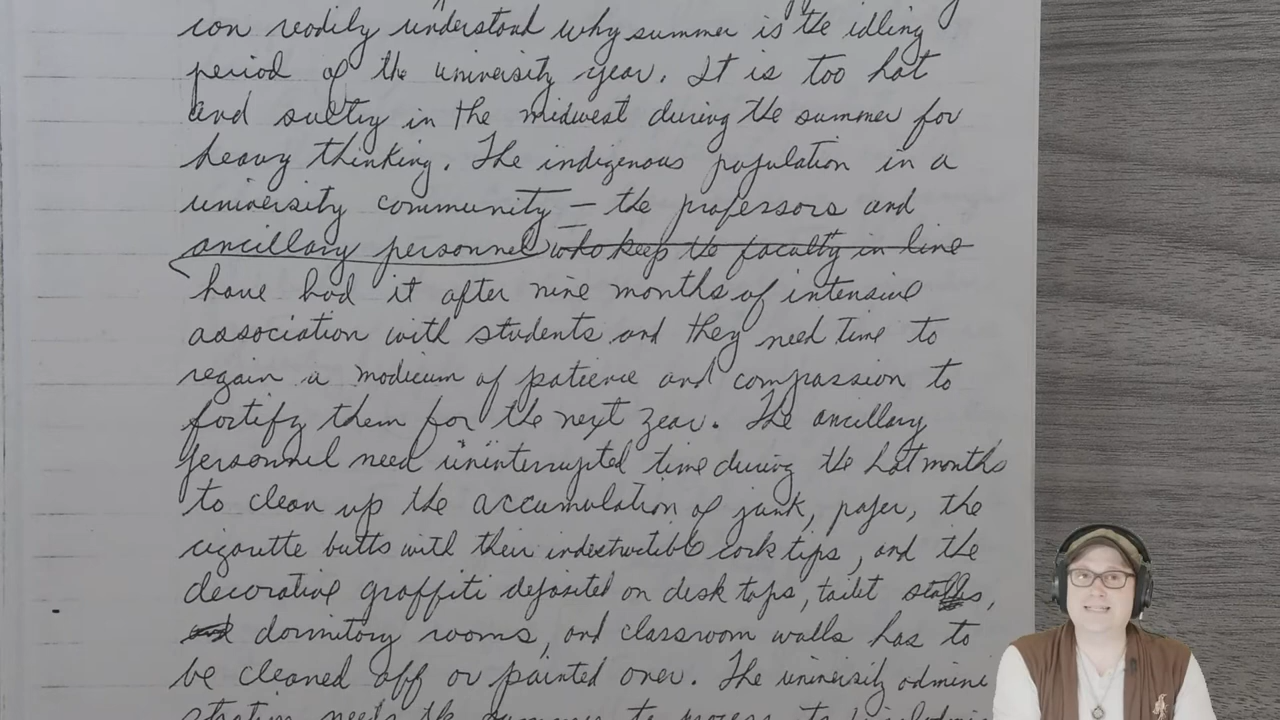 can readily understand why summer is the idling
period of the university year. It is too hot
and sultry in the midwest during the summer for
heavy thinking. The indigenous population in a
university community — the professors and
ancillary personnel who keep the faculty in line
have had it after nine months of intensive
association with students and they need time to
regain a modicum of patience and compassion to
fortify them for the next year. The ancillary
personnel need uninterrupted time during the hot months
to clean up the accumulation of junk, paper, the
cigarette butts with their indestructible cork tips, and the
decorative graffiti deposited on desk tops, toilet stalls,
and dormitory rooms, and classroom walls has to
be cleaned off or painted over. The university admini
needs the summer to process